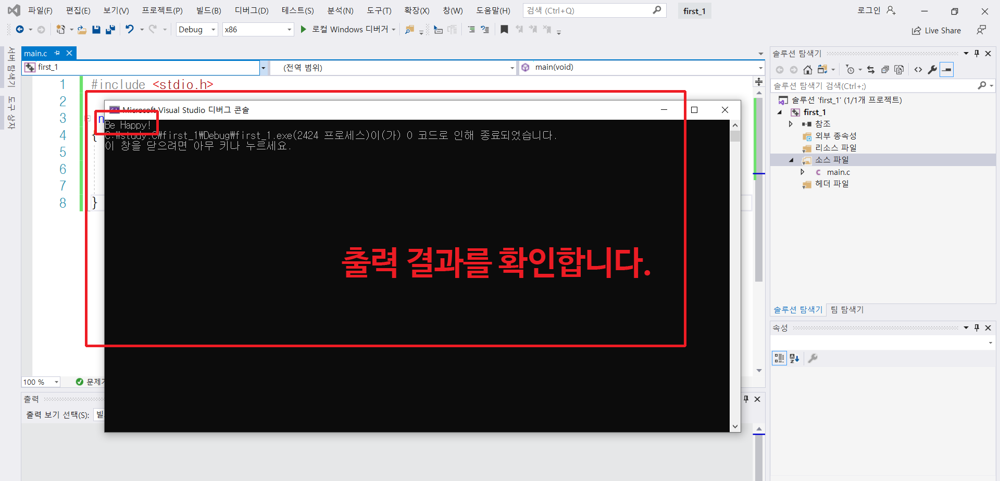 파일(F) 편집(E) 보기(V) 프로젝트(P) 빌드(B) 디버그(D) 테스트(S) 분석(N) 도구(T) 확장(X) 창(W) 도움말(H) 검색 (Ctrl+Q) first_1 로그인
Debug x86 로컬 Windows 디버거 Live Share
서버 탐색기
도구 상자
main.c
first_1 (전역 범위) main(void)
1 #include <stdio.h>
2
3
4 {
5
6
7
8 }
Microsoft Visual Studio 디버그 콘솔
Be Happy!
C:\study.C\first_1\Debug\first_1.exe(2424 프로세스)이(가) 0 코드로 인해 종료되었습니다.
이 창을 닫으려면 아무 키나 누르세요.
출력 결과를 확인합니다.
100 % 문제가
출력
출력 보기 선택(S): 빌
솔루션 탐색기
솔루션 탐색기 검색(Ctrl+;)
솔루션 'first_1' (1/1개 프로젝트)
first_1
참조
외부 종속성
리소스 파일
소스 파일
main.c
헤더 파일
솔루션 탐색기 팀 탐색기
속성